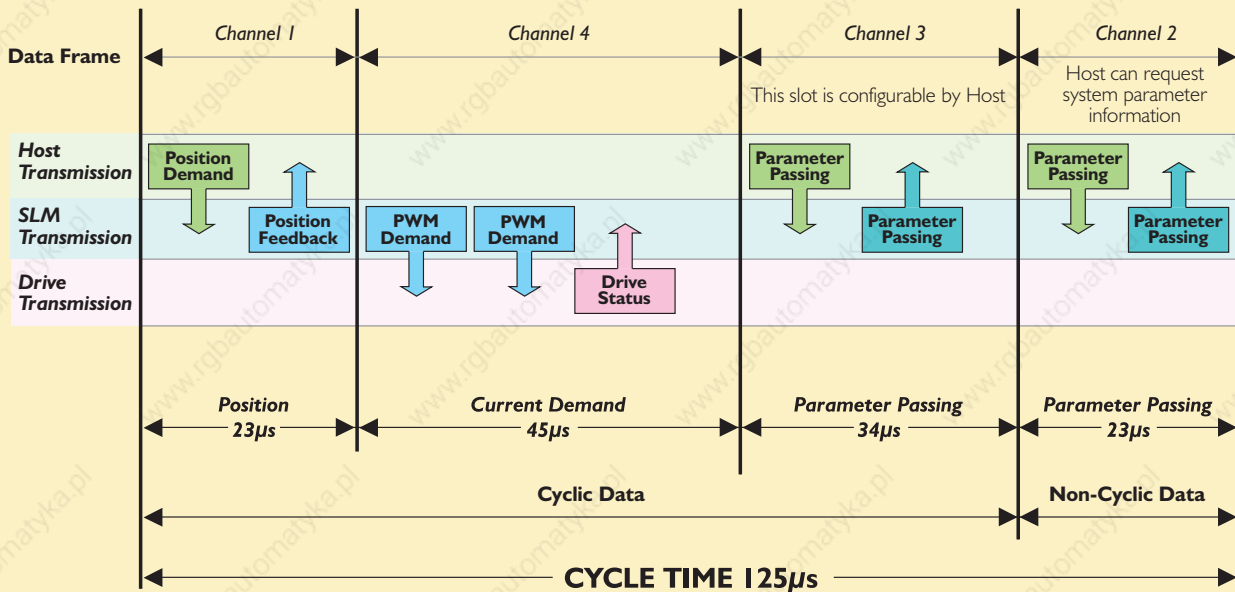 Channel 1
Channel 4
Channel 3
Channel 2
Data Frame
This slot is configurable by Host
Host can request
system parameter
information
Host
Transmission
Position
Demand
Parameter
Passing
Parameter
Passing
SLM
Transmission
Position
Feedback
PWM
Demand
PWM
Demand
Parameter
Passing
Parameter
Passing
Drive
Transmission
Drive
Status
Position
23µs
Current Demand
45µs
Parameter Passing
34µs
Parameter Passing
23µs
Cyclic Data
Non-Cyclic Data
CYCLE TIME 125µs
www.rgbautomatyka.pl